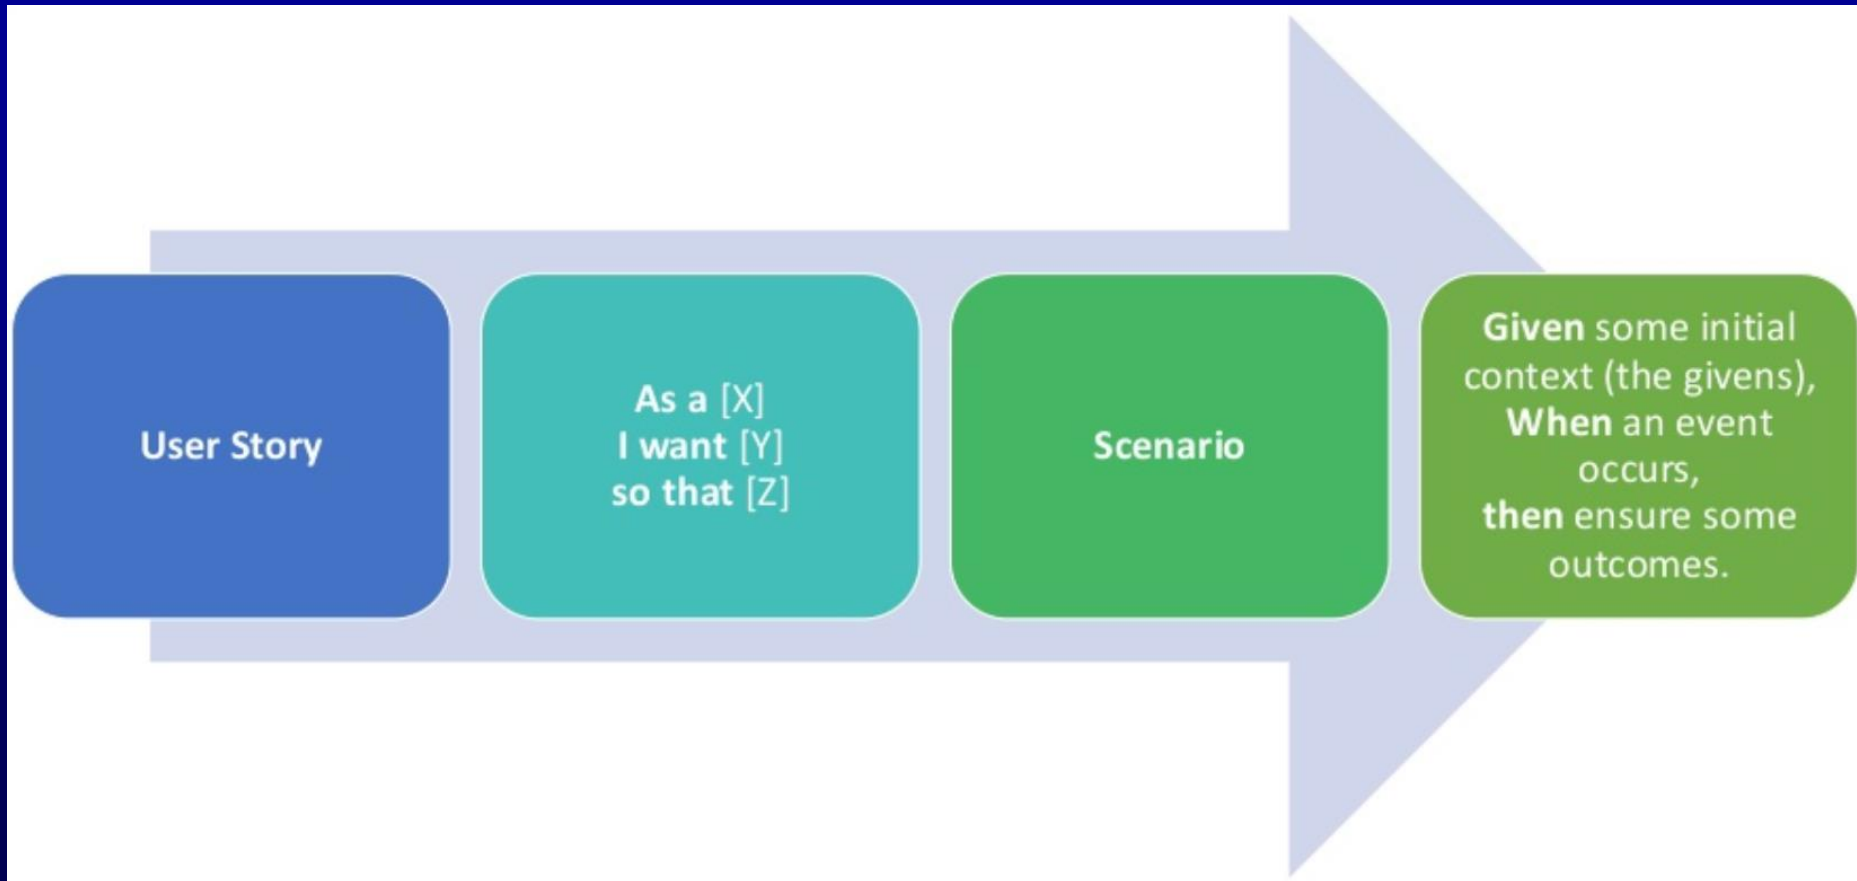 User Story
As a [X]
I want [Y]
so that [Z]
Scenario
Given some initial
context (the givens),
When an event
occurs,
then ensure some
outcomes.